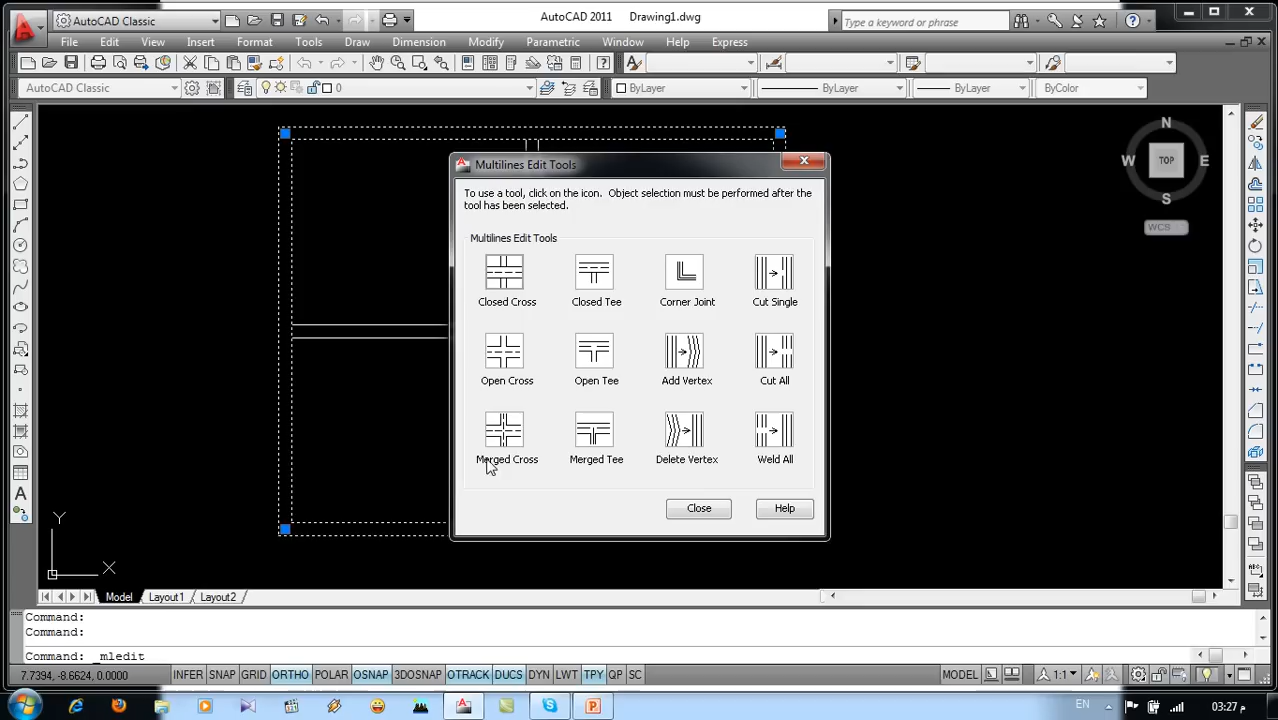 AutoCAD Classic
AutoCAD 2011 Drawing1.dwg
Type a keyword or phrase
File Edit View Insert Format Tools Draw Dimension Modify Parametric Window Help Express
AutoCAD Classic
0
ByLayer
ByLayer
ByLayer
ByColor
N
W TOP E
S
WCS
Multilines Edit Tools
To use a tool, click on the icon. Object selection must be performed after the
tool has been selected.
Multilines Edit Tools
Closed Cross Closed Tee Corner Joint Cut Single
Open Cross Open Tee Add Vertex Cut All
Merged Cross Merged Tee Delete Vertex Weld All
Close Help
Y
X
Model Layout1 Layout2
Command:
Command:
Command: _mledit
7.7394, -8.6624, 0.0000 INFER SNAP GRID ORTHO POLAR OSNAP 3DOSNAP OTRACK DUCS DYN LWT TPY QP SC MODEL 1:1
EN 03:27 م